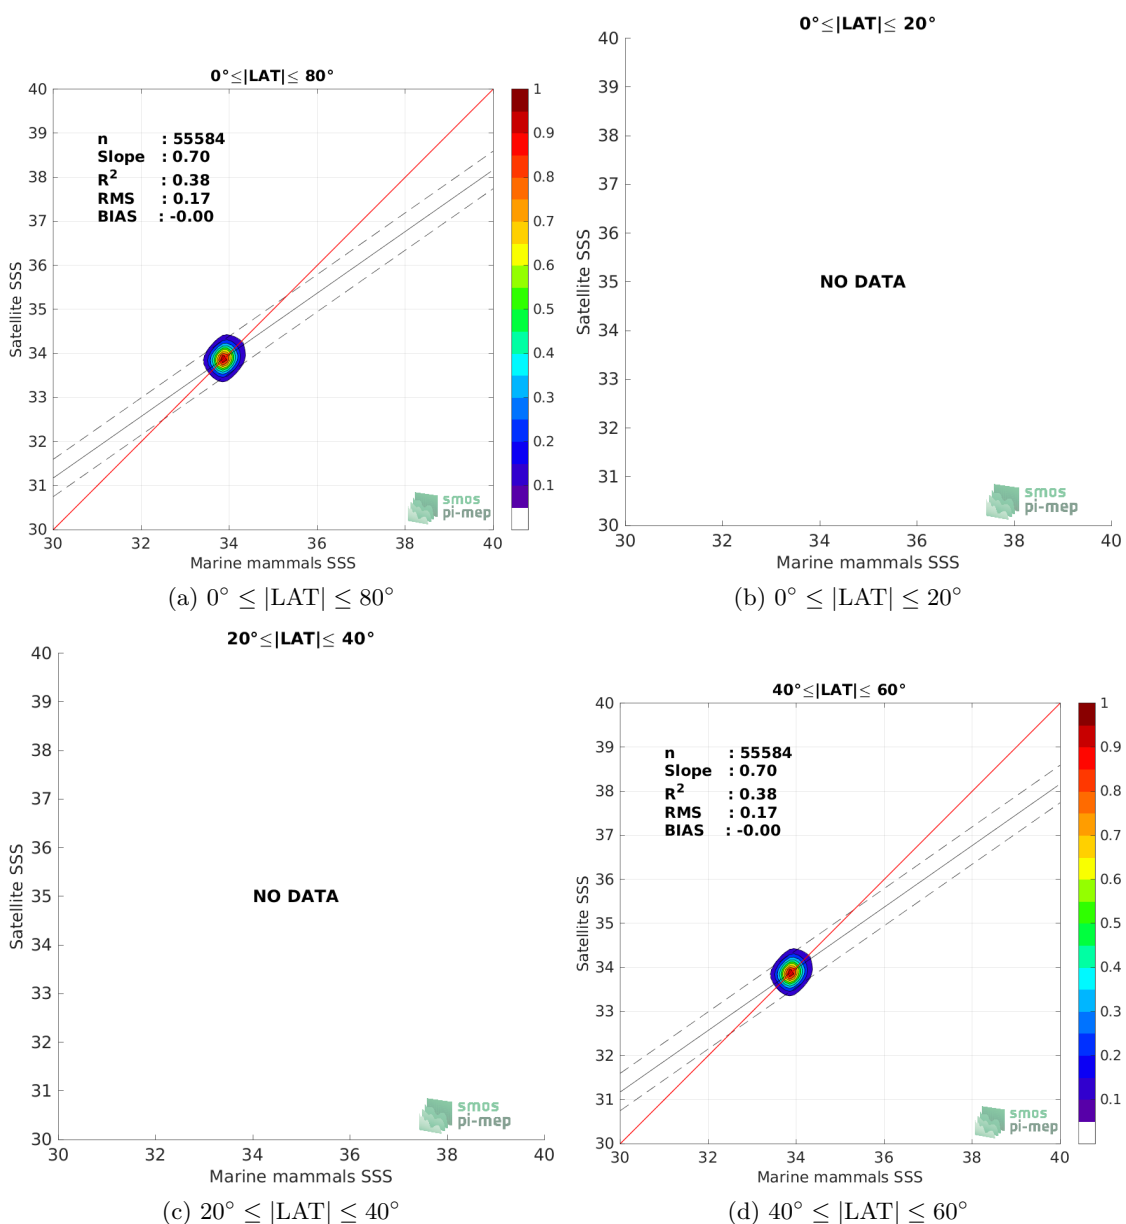 0°≤|LAT|≤ 80°
n : 55584
Slope : 0.70
R² : 0.38
RMS : 0.17
BIAS : -0.00
40
39
38
37
36
35
34
33
32
31
30
Satellite SSS
30 32 34 36 38 40
Marine mammals SSS
1
0.9
0.8
0.7
0.6
0.5
0.4
0.3
0.2
0.1
smos
pi-mep
(a) 0° ≤ |LAT| ≤ 80°
0°≤|LAT|≤ 20°
40
39
38
37
36
35
34
33
32
31
30
Satellite SSS
NO DATA
30 32 34 36 38 40
Marine mammals SSS
smos
pi-mep
(b) 0° ≤ |LAT| ≤ 20°
20°≤|LAT|≤ 40°
40
39
38
37
36
35
34
33
32
31
30
Satellite SSS
NO DATA
30 32 34 36 38 40
Marine mammals SSS
smos
pi-mep
(c) 20° ≤ |LAT| ≤ 40°
40°≤|LAT|≤ 60°
n : 55584
Slope : 0.70
R² : 0.38
RMS : 0.17
BIAS : -0.00
40
39
38
37
36
35
34
33
32
31
30
Satellite SSS
30 32 34 36 38 40
Marine mammals SSS
1
0.9
0.8
0.7
0.6
0.5
0.4
0.3
0.2
0.1
smos
pi-mep
(d) 40° ≤ |LAT| ≤ 60°